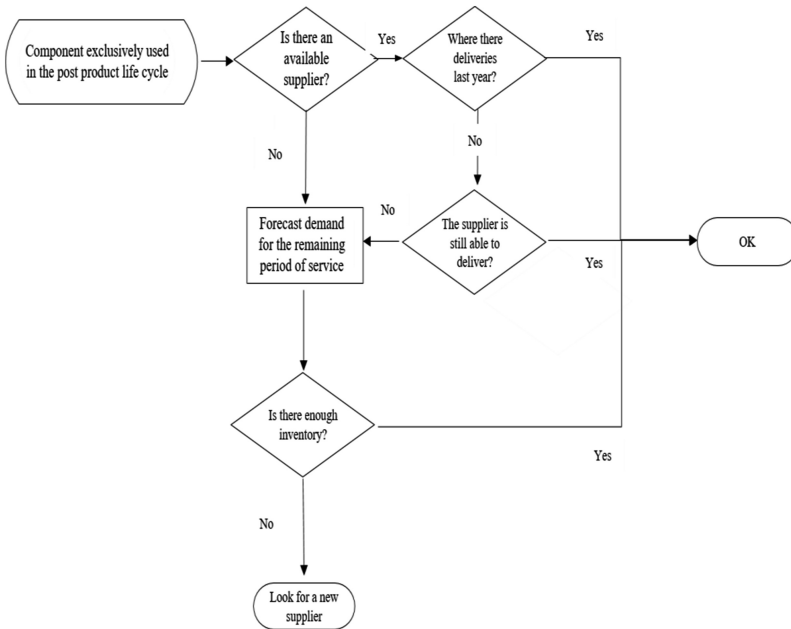 Component exclusively used
in the post product life cycle
Is there an
available
supplier?
Yes
Where there
deliveries
last year?
Yes
No
No
Forecast demand
for the remaining
period of service
No
The supplier is
still able to
deliver?
Yes
OK
Is there enough
inventory?
Yes
No
Look for a new
supplier